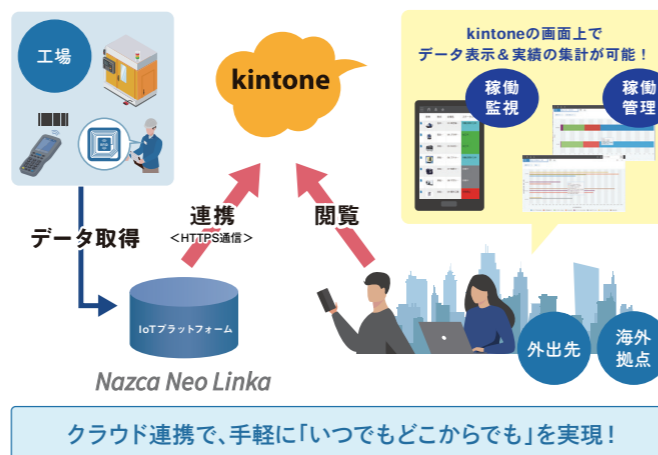 工場
kintone
kintoneの画面上で
データ表示＆実績の集計が可能！
稼働
監視
稼働
管理
データ取得
連携
＜HTTPS通信＞
閲覧
IoTプラットフォーム
Nazca Neo Linka
外出先
海外
拠点
クラウド連携で、手軽に「いつでもどこからでも」を実現！